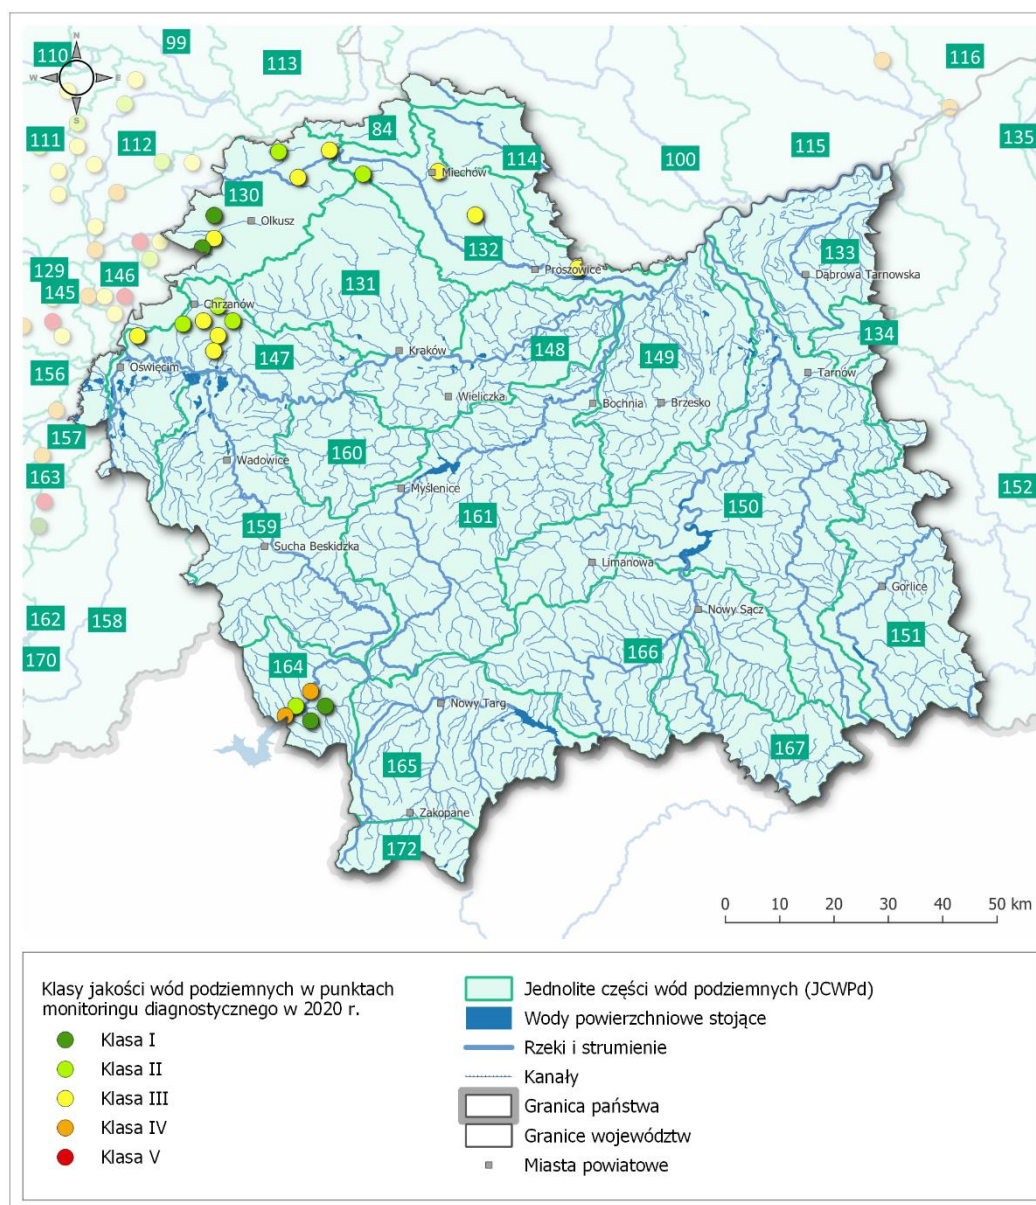 99
110
N
113
116
W
E
S
84
111
112
114
100
115
135
Miechów
130
Olkusz
132
133
129
146
Proszowice
Dąbrowa Tarnowska
145
131
Chrzanów
134
147
Kraków
148
149
156
Oświęcim
Tarnów
Wieliczka
Bochnia
Brzesko
157
160
Wadowice
163
Myślenice
152
161
150
159
Sucha Beskidzka
Limanowa
Gorlice
162
158
Nowy Sącz
151
170
164
166
Nowy Targ
165
167
Zakopane
172
0 10 20 30 40 50 km
Klasy jakości wód podziemnych w punktach
monitoringu diagnostycznego w 2020 r.
Klasa I
Klasa II
Klasa III
Klasa IV
Klasa V
Jednolite części wód podziemnych (JCWPd)
Wody powierzchniowe stojące
Rzeki i strumienie
Kanały
Granica państwa
Granice województw
Miasta powiatowe